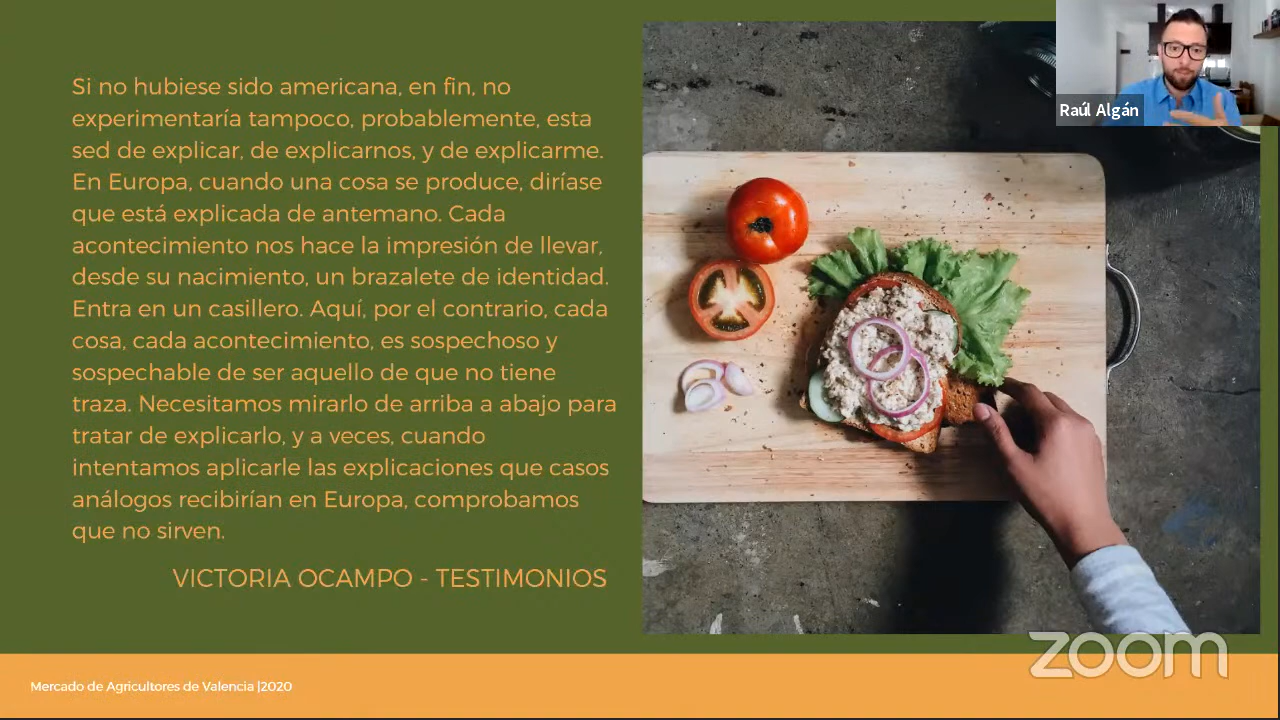 Si no hubiese sido americana, en fin, no
experimentaría tampoco, probablemente, esta
sed de explicar, de explicarnos, y de explicarme.
En Europa, cuando una cosa se produce, diríase
que está explicada de antemano. Cada
acontecimiento nos hace la impresión de llevar,
desde su nacimiento, un brazalete de identidad.
Entra en un casillero. Aquí, por el contrario, cada
cosa, cada acontecimiento, es sospechoso y
sospechable de ser aquello de que no tiene
traza. Necesitamos mirarlo de arriba a abajo para
tratar de explicarlo, y a veces, cuando
intentamos aplicarle las explicaciones que casos
análogos recibirían en Europa, comprobamos
que no sirven.
VICTORIA OCAMPO - TESTIMONIOS
Raúl Algán
zoom
Mercado de Agricultores de Valencia |2020